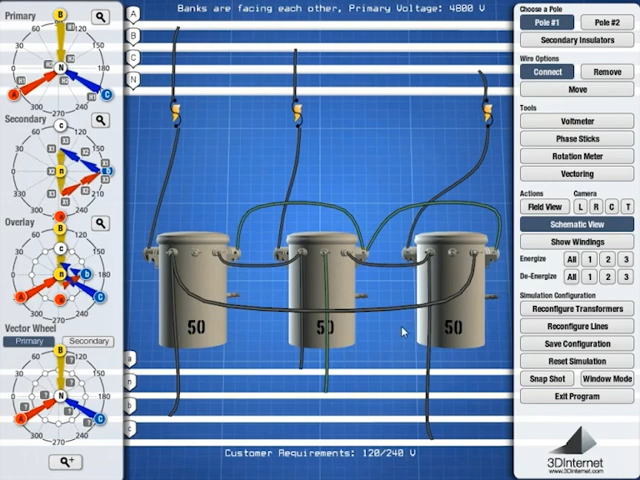 Banks are facing each other, Primary Voltage: 4800 V
Primary
Secondary
Overlay
Vector Wheel
Primary
Secondary
A
B
C
N
50
50
50
a
n
b
c
Customer Requirements: 120/240 V
Choose a Pole
Pole #1
Pole #2
Secondary Insulators
Wire Options
Connect
Remove
Move
Tools
Voltmeter
Phase Sticks
Rotation Meter
Vectoring
Actions
Camera
Field View
L
R
C
T
Schematic View
Show Windings
Energize
All
1
2
3
De-Energize
All
1
2
3
Simulation Configuration
Reconfigure Transformers
Reconfigure Lines
Save Configuration
Reset Simulation
Snap Shot
Window Mode
Exit Program
3DInternet
www.3DInternet.com